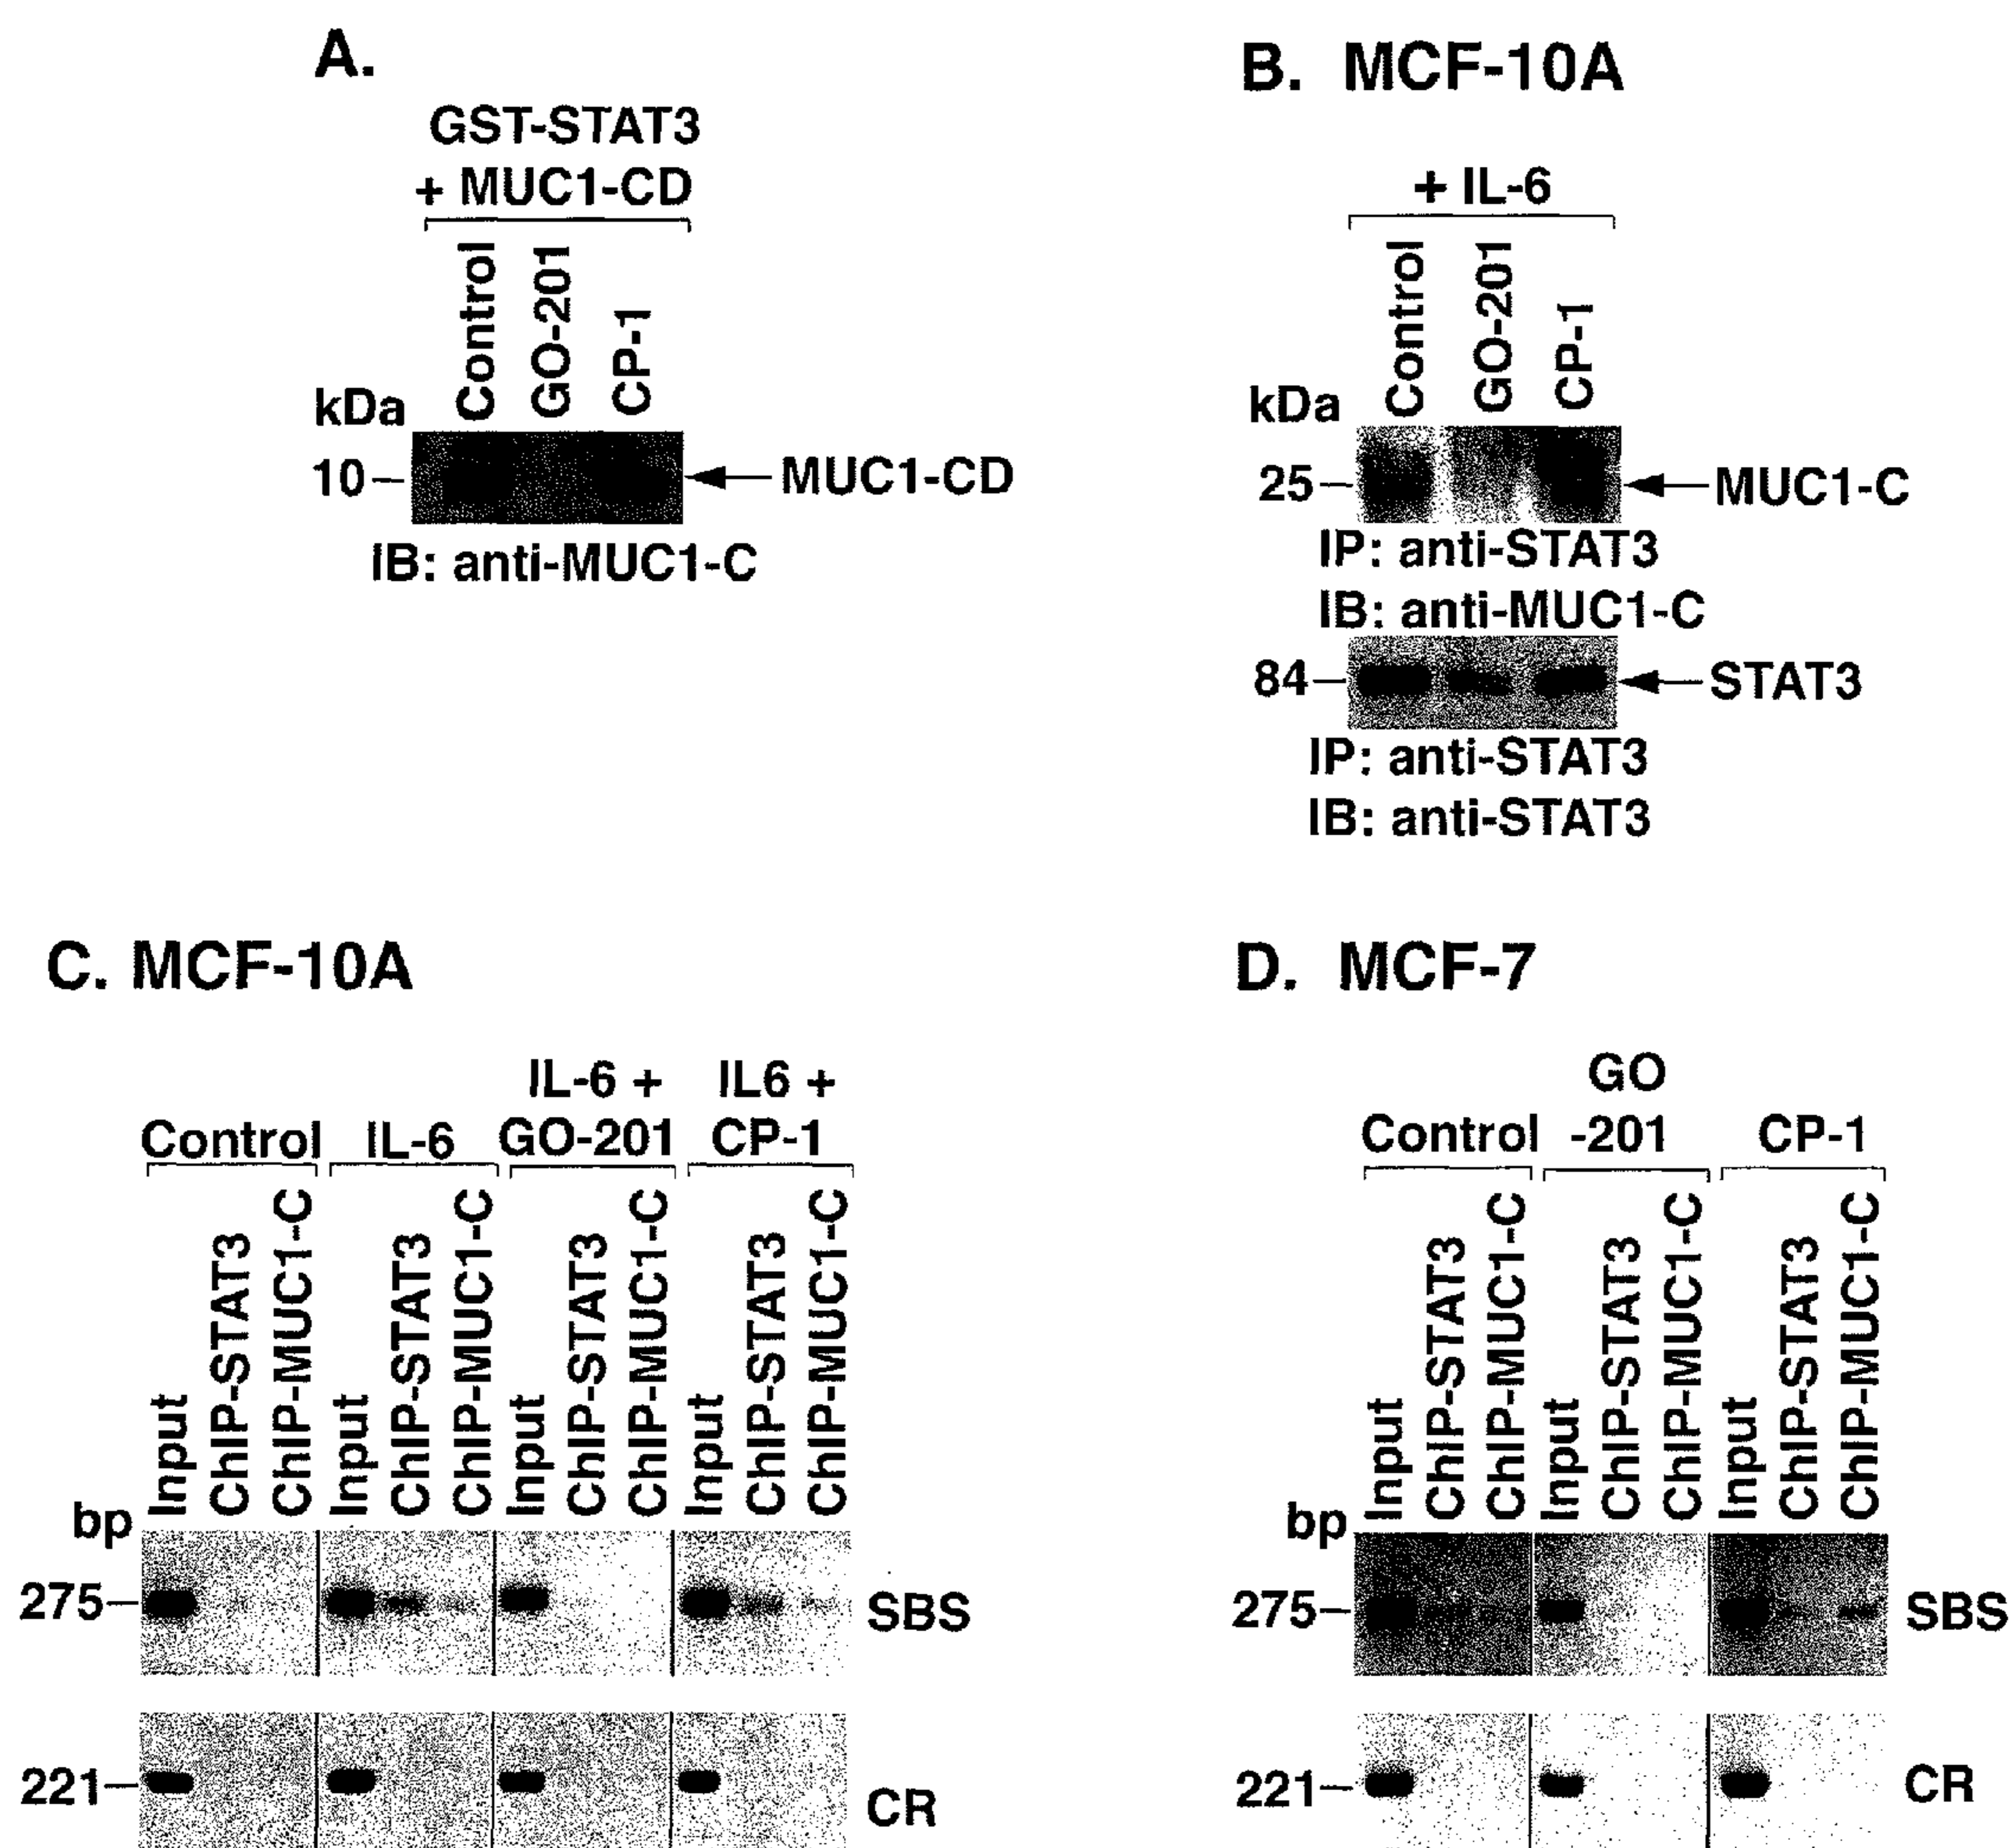 A.
GST-STAT3
+ MUC1-CD
Control
GO-201
CP-1
kDa
10
MUC1-CD
IB: anti-MUC1-C
B. MCF-10A
+ IL-6
Control
GO-201
CP-1
kDa
25
MUC1-C
IP: anti-STAT3
IB: anti-MUC1-C
84
STAT3
IP: anti-STAT3
IB: anti-STAT3
C. MCF-10A
Control
IL-6
IL-6 +
GO-201
IL6 +
CP-1
Input
ChIP-STAT3
ChIP-MUC1-C
Input
ChIP-STAT3
ChIP-MUC1-C
Input
ChIP-STAT3
ChIP-MUC1-C
Input
ChIP-STAT3
ChIP-MUC1-C
bp
275
SBS
221
CR
D. MCF-7
Control
GO
-201
CP-1
Input
ChIP-STAT3
ChIP-MUC1-C
Input
ChIP-STAT3
ChIP-MUC1-C
Input
ChIP-STAT3
ChIP-MUC1-C
bp
275
SBS
221
CR